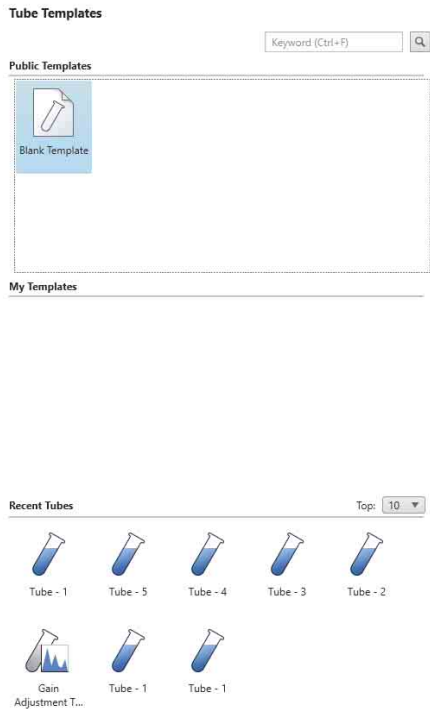 Tube Templates
Keyword (Ctrl+F)
Public Templates
Blank Template
My Templates
Recent Tubes Top: 10
Tube - 1 Tube - 5 Tube - 4 Tube - 3 Tube - 2
Gain Tube - 1 Tube - 1
Adjustment T...